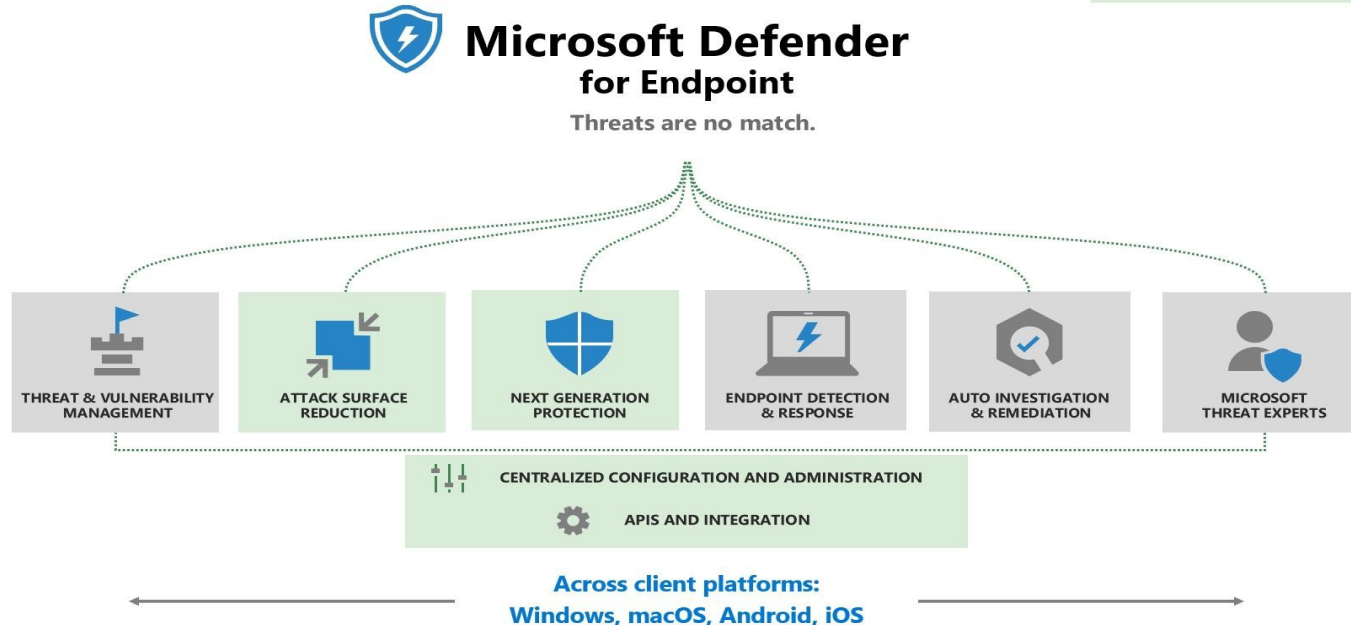 Microsoft Defender
for Endpoint
Threats are no match.
THREAT & VULNERABILITY
MANAGEMENT
ATTACK SURFACE
REDUCTION
NEXT GENERATION
PROTECTION
ENDPOINT DETECTION
& RESPONSE
AUTO INVESTIGATION
& REMEDIATION
MICROSOFT
THREAT EXPERTS
CENTRALIZED CONFIGURATION AND ADMINISTRATION
APIS AND INTEGRATION
Across client platforms:
Windows, macOS, Android, iOS